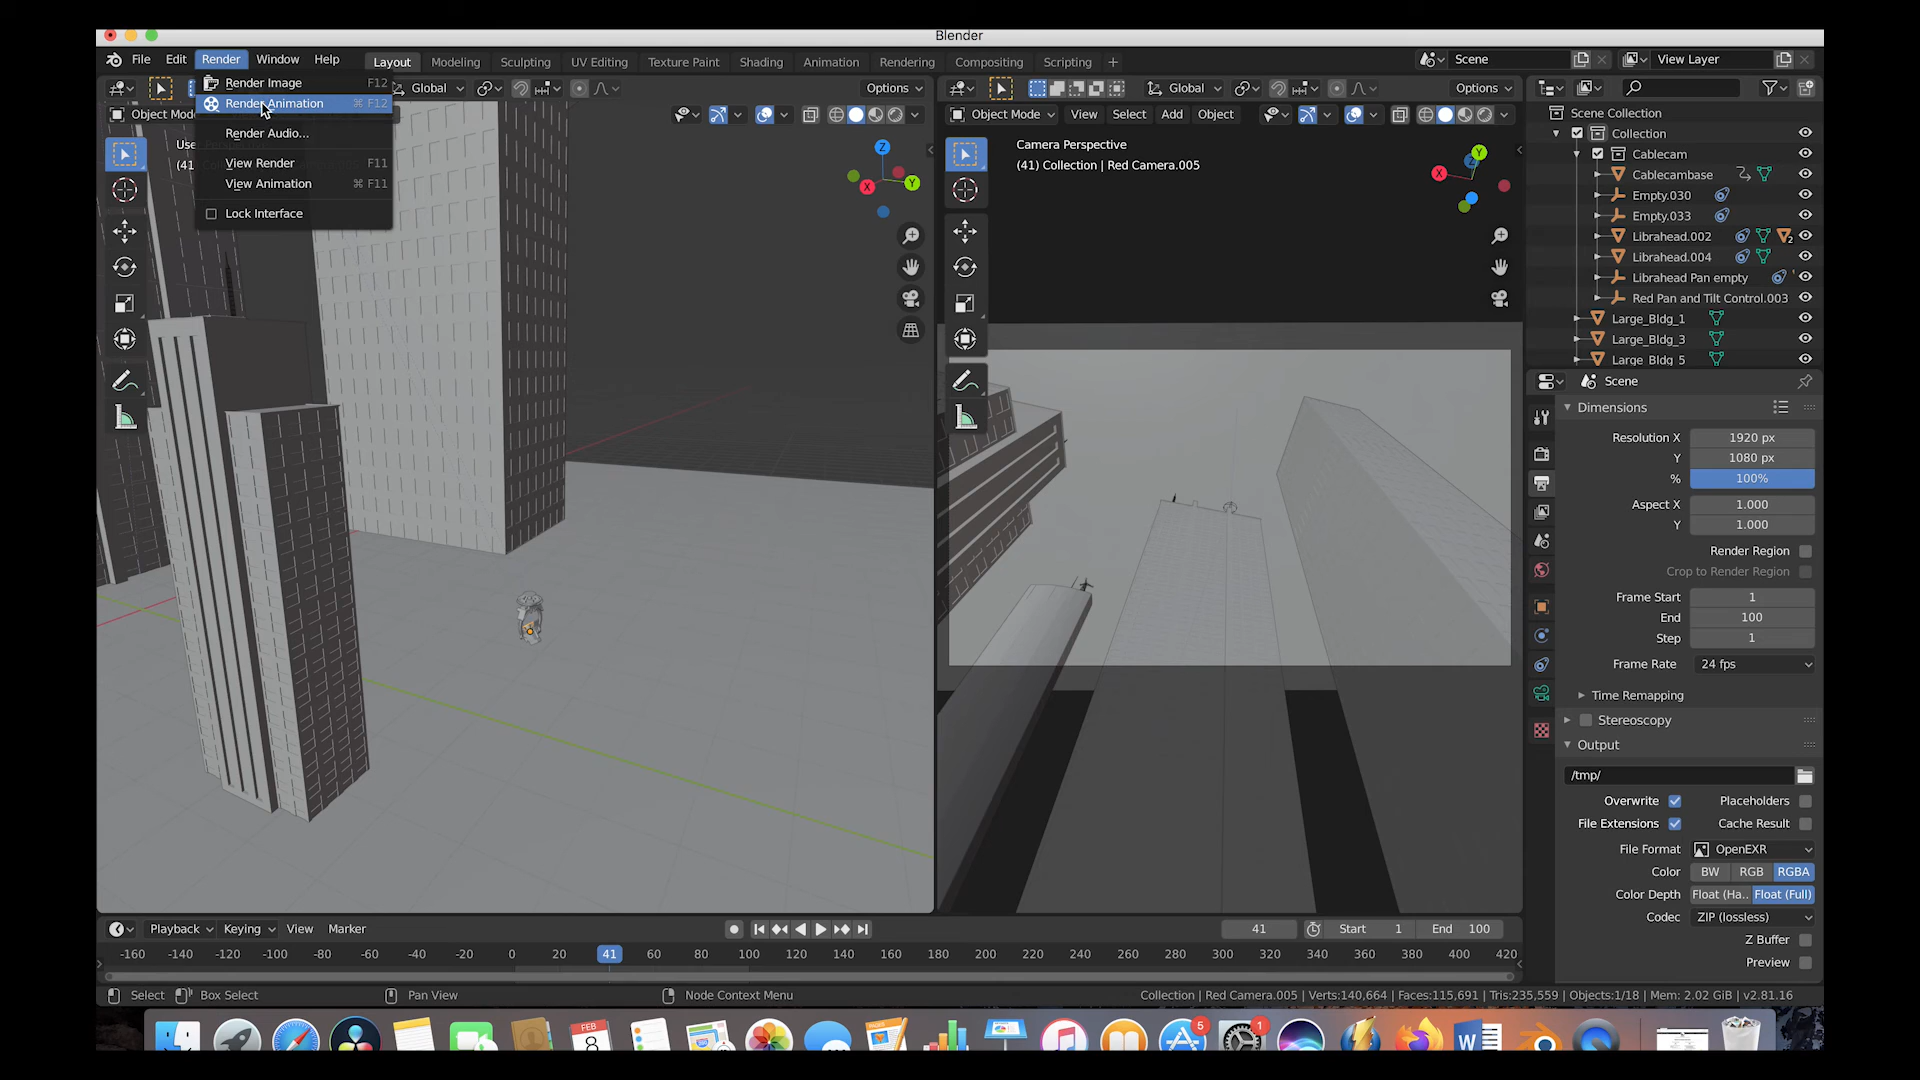 Blender
File Edit Render Window Help Layout Modeling Sculpting UV Editing Texture Paint Shading Animation Rendering Compositing Scripting +
Scene
View Layer
Render Image F12
Render Animation ⌘ F12
Render Audio...
View Render F11
View Animation ⌘ F11
Lock Interface
Global
Options
Object Mod
Use
(41)
Global
Options
Object Mode View Select Add Object
Camera Perspective
(41) Collection | Red Camera.005
X
Y
X
Y
Scene Collection
Collection
Cablecam
Cablecambase
Empty.030
Empty.033
Librahead.002
2
Librahead.004
Librahead Pan empty
Red Pan and Tilt Control.003
Large_Bldg_1
Large_Bldg_3
Large_Bldg_5
Scene
Dimensions
Resolution X 1920 px
Y 1080 px
% 100%
Aspect X 1.000
Y 1.000
Render Region
Crop to Render Region
Frame Start 1
End 100
Step 1
Frame Rate 24 fps
Time Remapping
Stereoscopy
Output
/tmp/
Overwrite Placeholders
File Extensions Cache Result
File Format OpenEXR
Color BW RGB RGBA
Color Depth Float (Ha.. Float (Full)
Codec ZIP (lossless)
Z Buffer
Preview
Playback Keying View Marker
41 Start 1 End 100
-160 -140 -120 -100 -80 -60 -40 -20 0 20 41 60 80 100 120 140 160 180 200 220 240 260 280 300 320 340 360 380 400 420
Select Box Select Pan View Node Context Menu
Collection | Red Camera.005 | Verts:140,664 | Faces:115,691 | Tris:235,559 | Objects:1/18 | Mem: 2.02 GiB | v2.81.16
FEB
8
PAGES
5
1
W